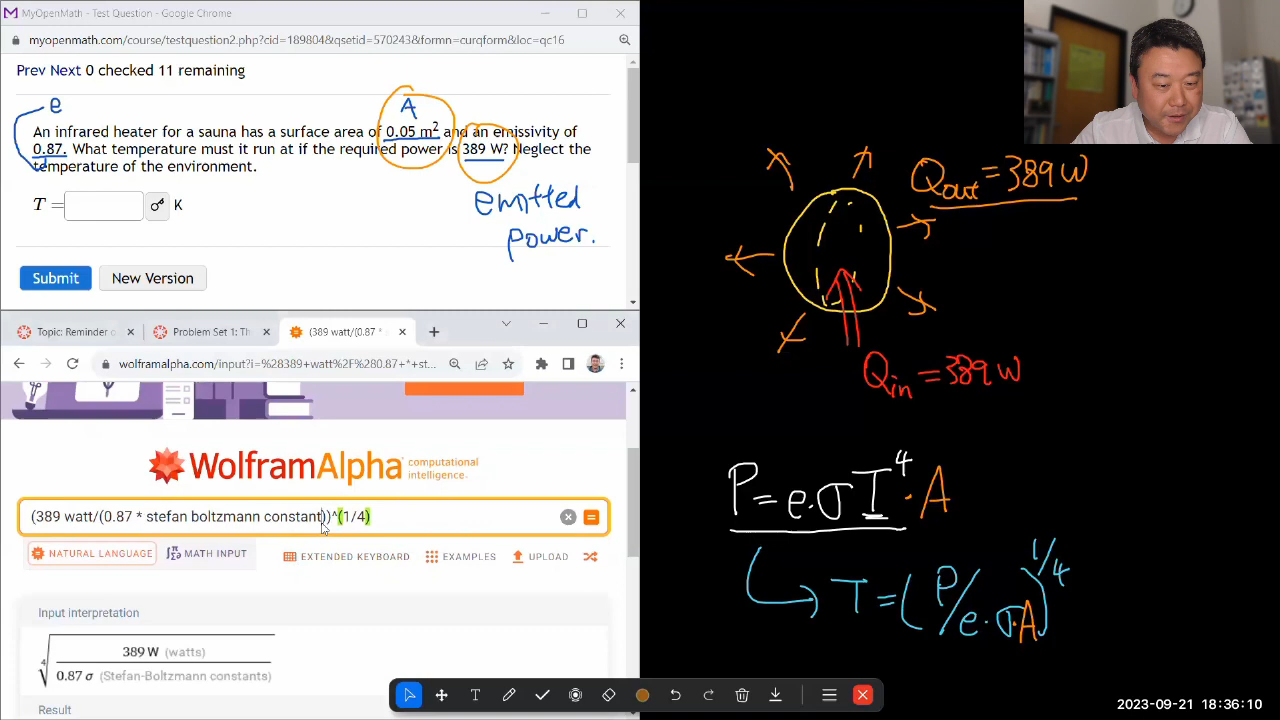 MyOpenMath - Test Question - Google Chrome
myopenmath.com/course/testquestion2.php?cid=189804&qsetid=570243&formn=curqform&loc=qc16
Prev Next 0 checked 11 remaining
e
A
An infrared heater for a sauna has a surface area of 0.05 m² and an emissivity of
0.87. What temperature must it run at if the required power is 389 W? Neglect the
temperature of the environment.
T = K
emitted
power.
Submit
New Version
Topic: Reminder o
Problem Set 1: Th
(389 watt/(0.87 *
wolframalpha.com/input?i=%28389+watt%2F%280.87+*+st...
WolframAlpha computational intelligence.
(389 watt/(0.87 * stefan boltzmann constant))^(1/4)
NATURAL LANGUAGE
MATH INPUT
EXTENDED KEYBOARD
EXAMPLES
UPLOAD
Input interpretation
4
389 W (watts)
0.87 σ (Stefan-Boltzmann constants)
Result
Qout = 389 W
Qin = 389 W
P = e·σT⁴·A
T = (P/e·σ·A)^1/4
2023-09-21 18:36:10